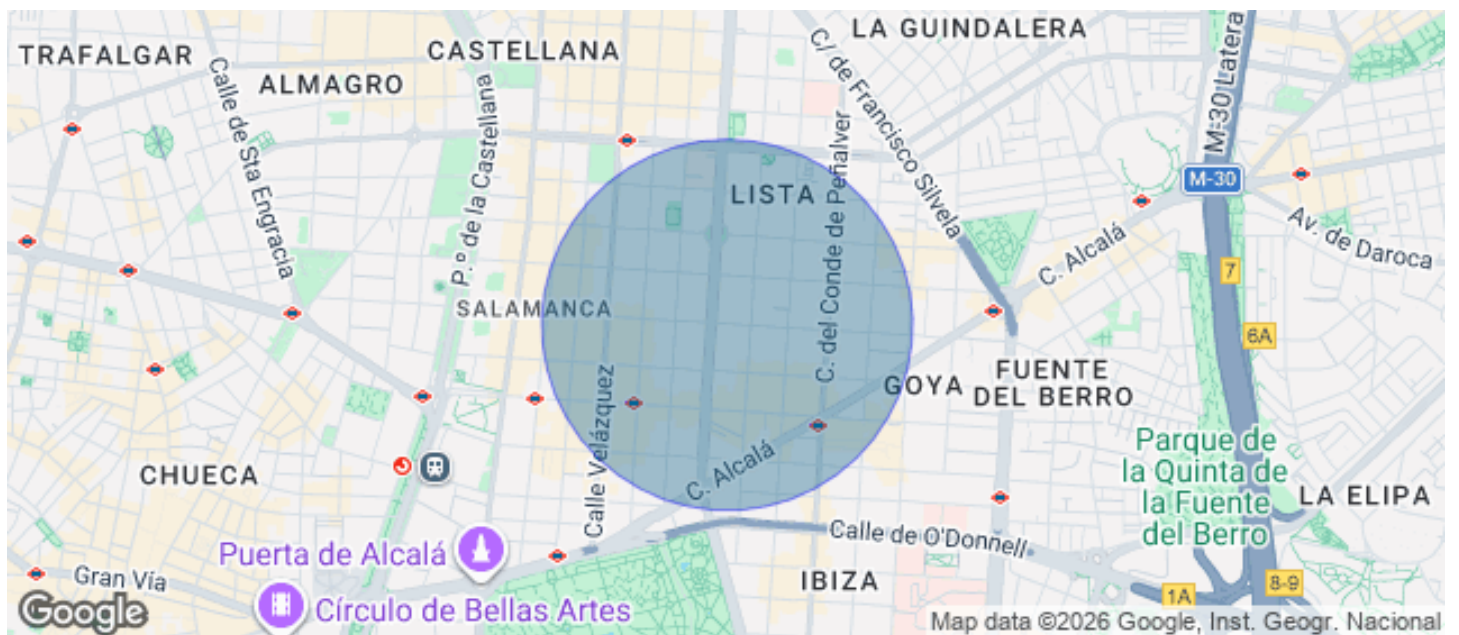 TRAFALGAR
ALMAGRO
CASTELLANA
LA GUINDALERA
Calle de Sta Engracia
P.º de la Castellana
C/ de Francisco Silvela
M-30 Lateral
M-30
LISTA
C. del Conde de Peñalver
Av. de Daroca
C. Alcalá
7
SALAMANCA
6A
GOYA
FUENTE
DEL BERRO
Calle Velázquez
C. Alcalá
CHUECA
Parque de
la Quinta de
la Fuente
del Berro
LA ELIPA
Calle de O'Donnell
Puerta de Alcalá
Gran Vía
IBIZA
1A
8-9
Círculo de Bellas Artes
Google
Map data ©2026 Google, Inst. Geogr. Nacional